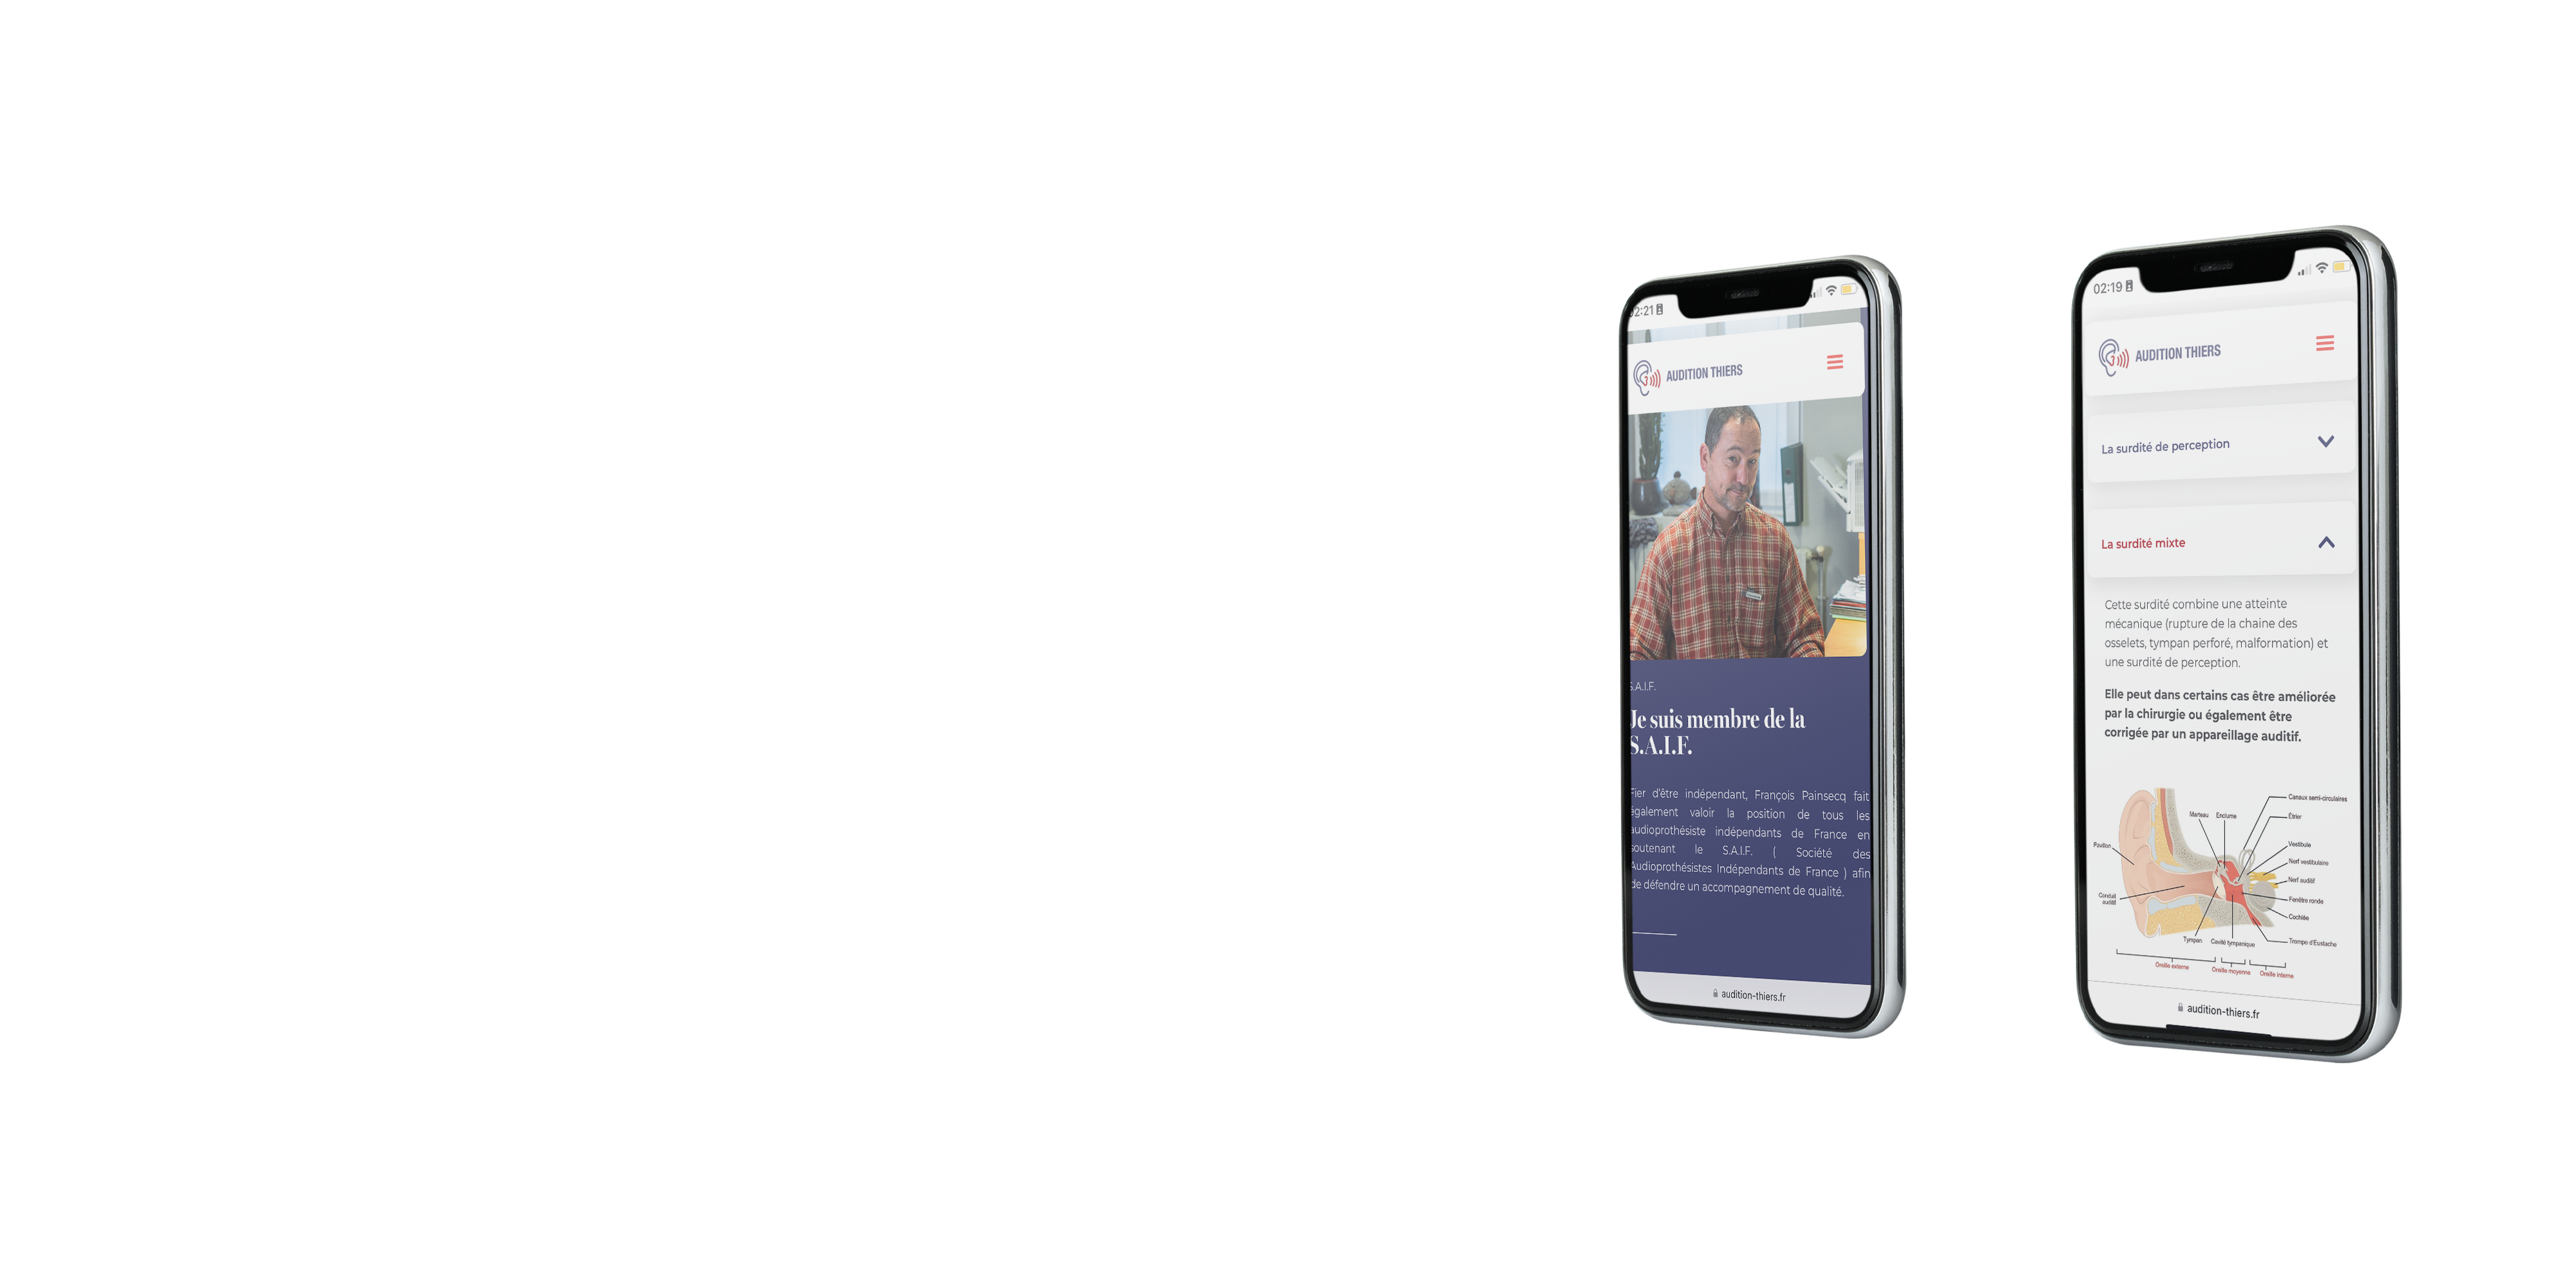 02:21
AUDITION THIERS
S.A.I.F.
Je suis membre de la
S.A.I.F.
Fier d'être indépendant, François Painsecq fait
également valoir la position de tous les
audioprothésiste indépendants de France en
soutenant le S.A.I.F. ( Société des
Audioprothésistes Indépendants de France ) afin
de défendre un accompagnement de qualité.
audition-thiers.fr
02:19
AUDITION THIERS
La surdité de perception
La surdité mixte
Cette surdité combine une atteinte
mécanique (rupture de la chaine des
osselets, tympan perforé, malformation) et
une surdité de perception.
Elle peut dans certains cas être améliorée
par la chirurgie ou également être
corrigée par un appareillage auditif.
Canaux semi-circulaires
Marteau Enclume
Étrier
Pavillon
Vestibule
Nerf vestibulaire
Nerf auditif
Conduit
auditif
Fenêtre ronde
Cochlée
Tympan Cavité tympanique
Trompe d'Eustache
Oreille externe Oreille moyenne Oreille interne
audition-thiers.fr